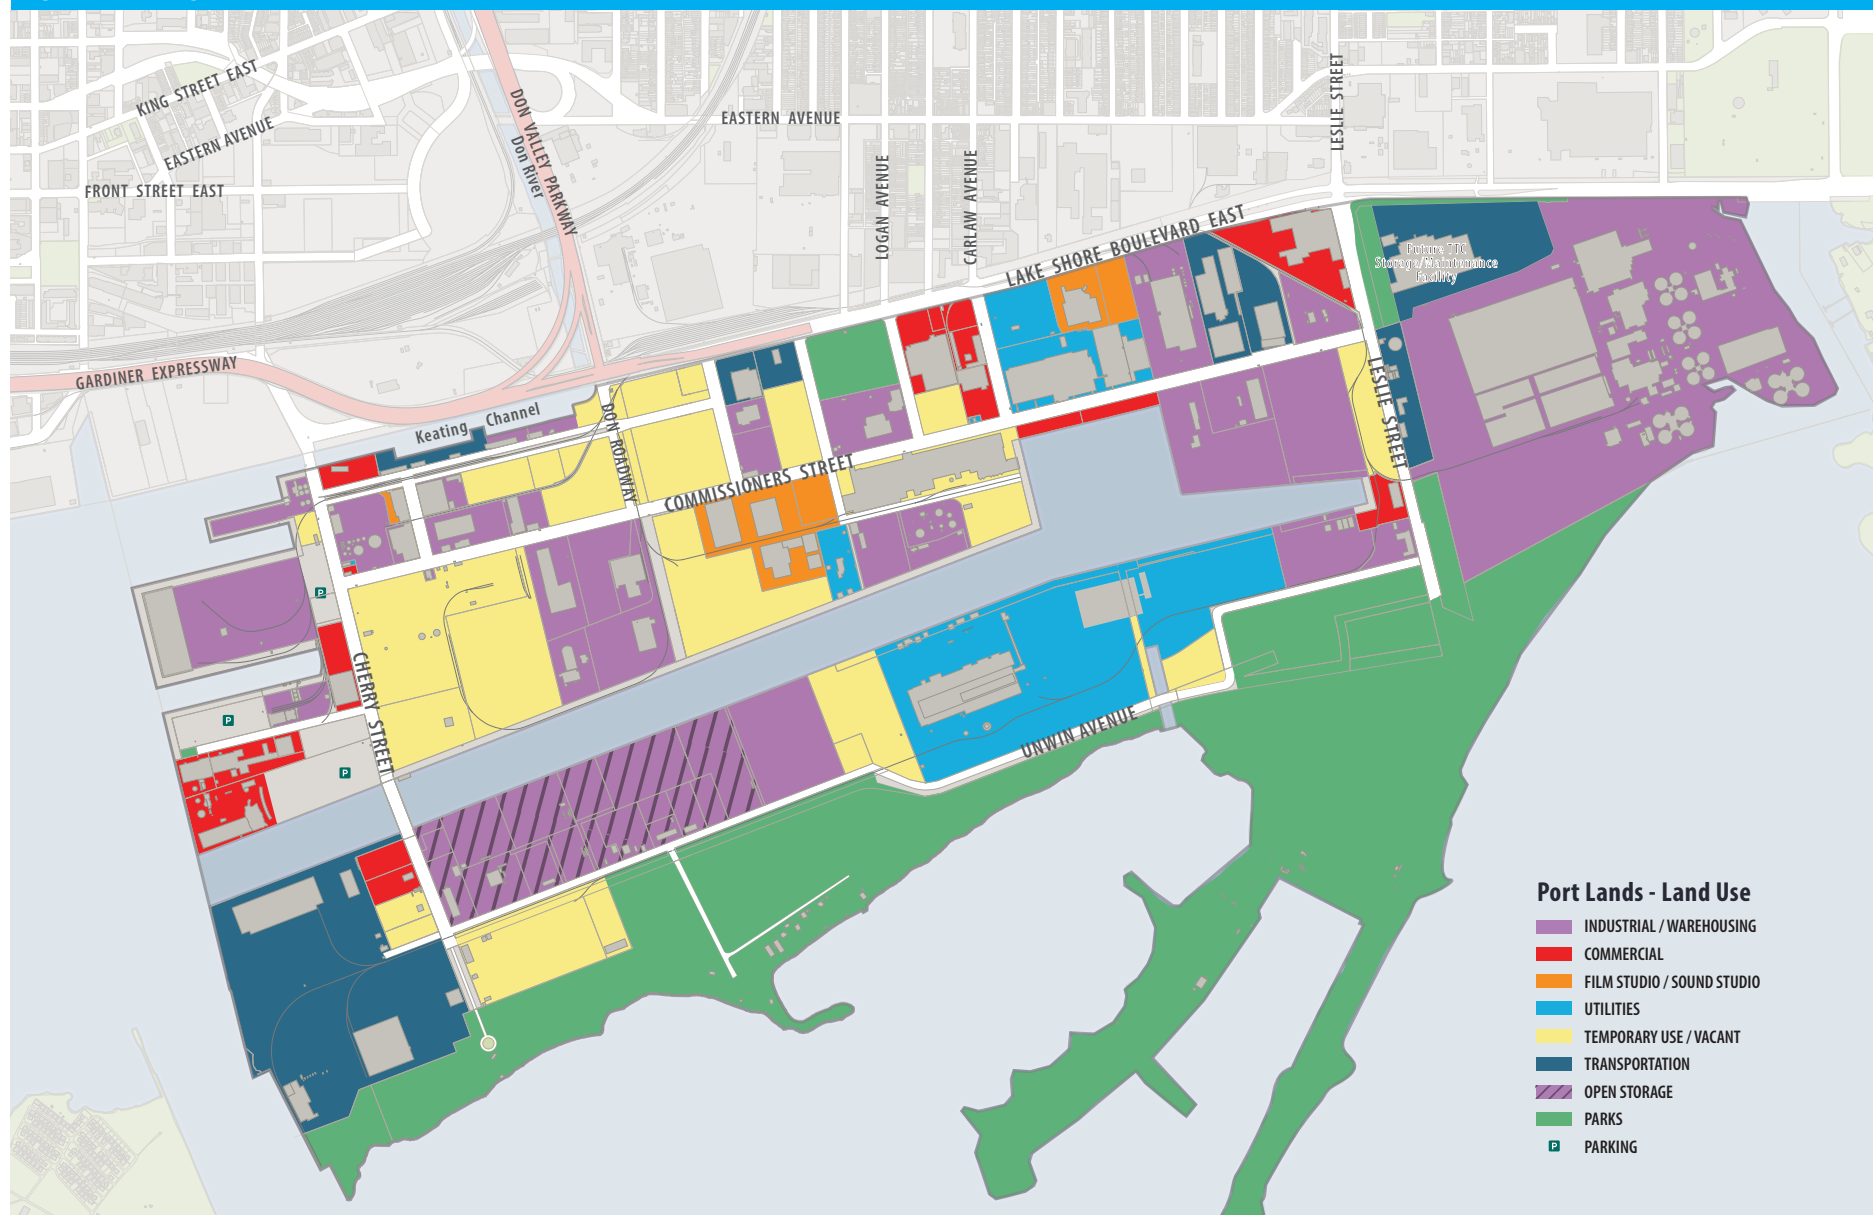 KING STREET EAST
EASTERN AVENUE
FRONT STREET EAST
DON VALLEY PARKWAY
Don River
EASTERN AVENUE
LOGAN AVENUE
CARLAW AVENUE
LESLIE STREET
LAKE SHORE BOULEVARD EAST
Future TTC
Storage/Maintenance
Facility
GARDINER EXPRESSWAY
Keating Channel
DON ROADWAY
COMMISSIONERS STREET
LESLIE STREET
P
CHERRY STREET
P
P
UNWIN AVENUE
Port Lands - Land Use
INDUSTRIAL / WAREHOUSING
COMMERCIAL
FILM STUDIO / SOUND STUDIO
UTILITIES
TEMPORARY USE / VACANT
TRANSPORTATION
OPEN STORAGE
PARKS
P PARKING